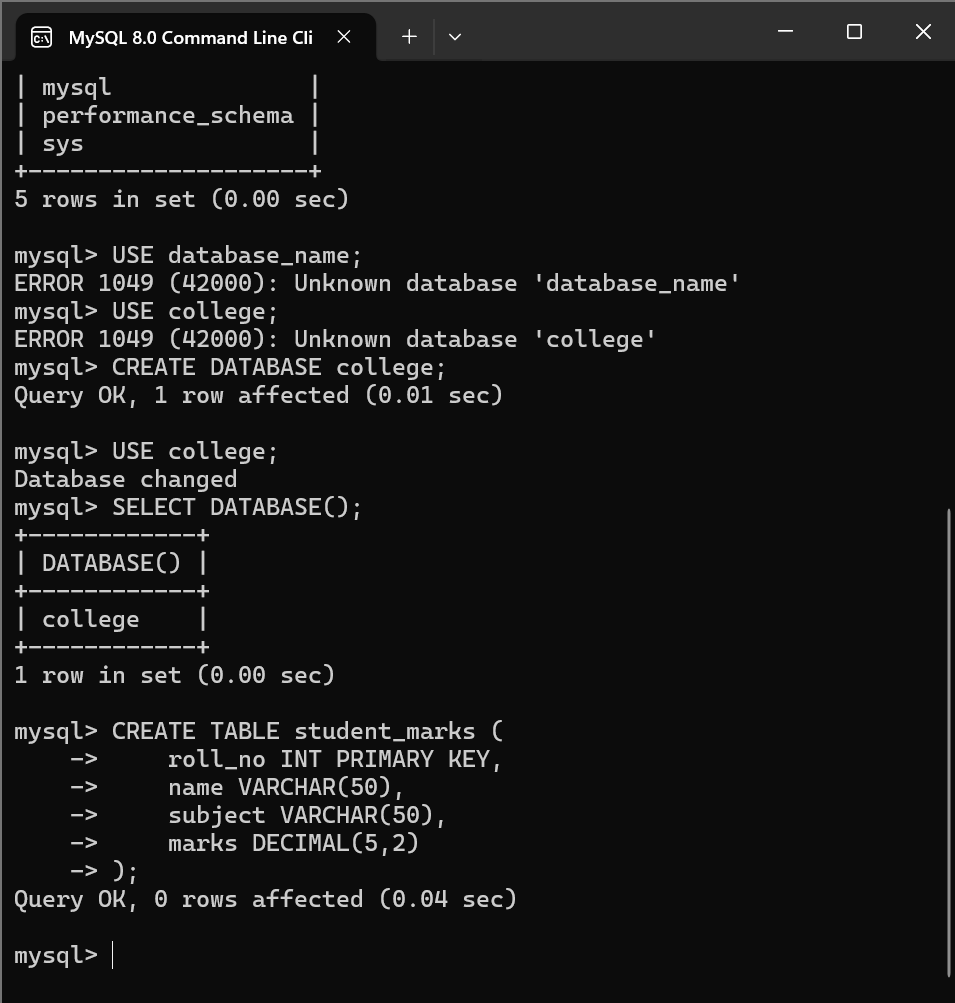 MySQL 8.0 Command Line Cli
| mysql              |
| performance_schema |
| sys                |
+--------------------+
5 rows in set (0.00 sec)
mysql> USE database_name;
ERROR 1049 (42000): Unknown database 'database_name'
mysql> USE college;
ERROR 1049 (42000): Unknown database 'college'
mysql> CREATE DATABASE college;
Query OK, 1 row affected (0.01 sec)
mysql> USE college;
Database changed
mysql> SELECT DATABASE();
+------------+
| DATABASE() |
+------------+
| college    |
+------------+
1 row in set (0.00 sec)
mysql> CREATE TABLE student_marks (
    ->     roll_no INT PRIMARY KEY,
    ->     name VARCHAR(50),
    ->     subject VARCHAR(50),
    ->     marks DECIMAL(5,2)
    -> );
Query OK, 0 rows affected (0.04 sec)
mysql>